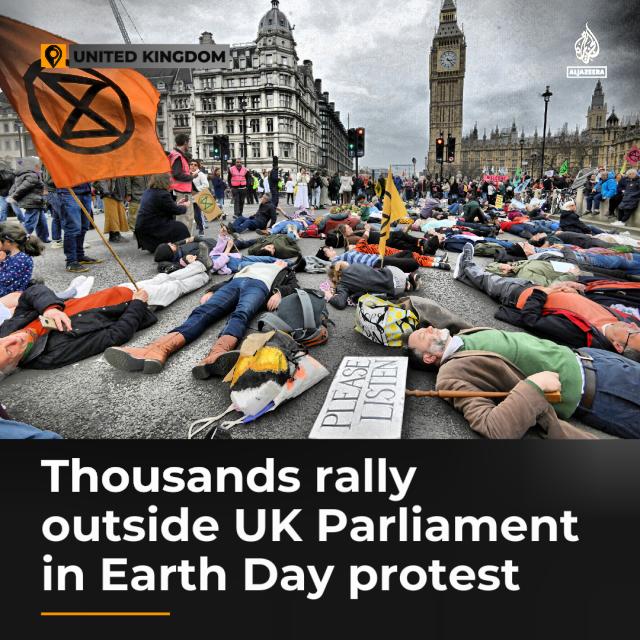 UNITED KINGDOM
ALJAZEERA
PLEASE
LISTEN
Thousands rally
outside UK Parliament
in Earth Day protest